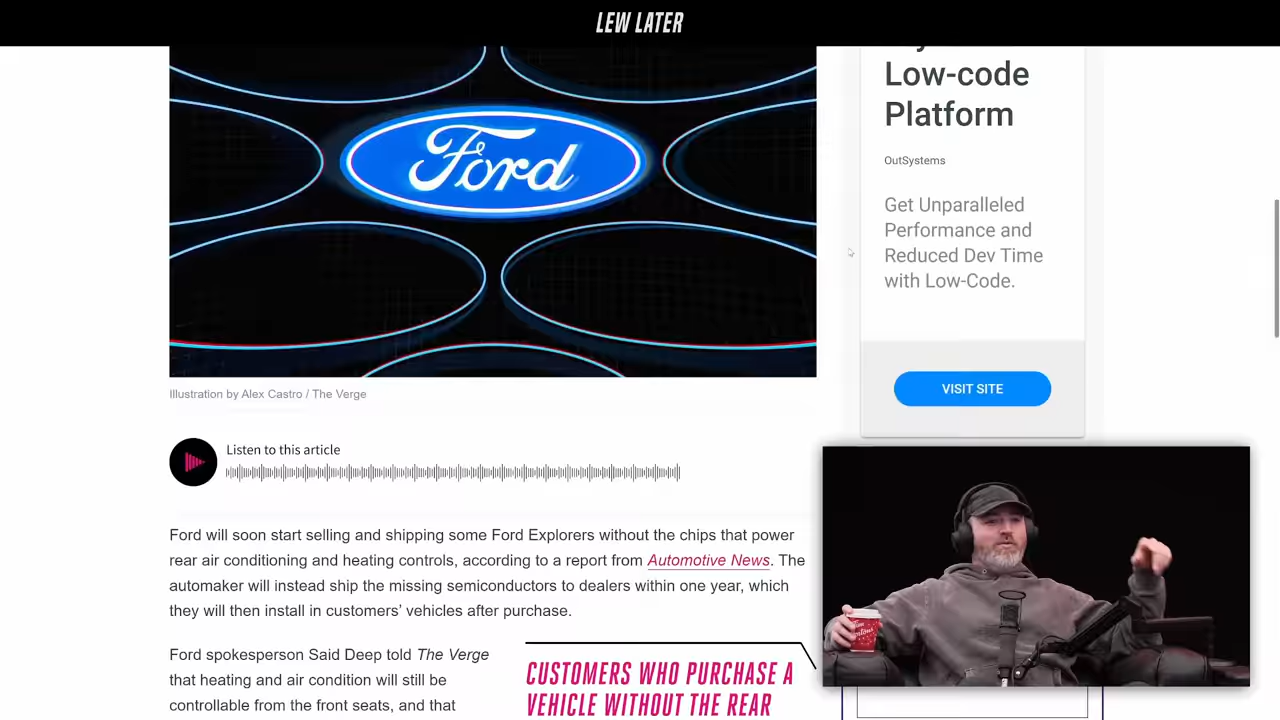 LEW LATER
Low-code
Platform
OutSystems
Get Unparalleled
Performance and
Reduced Dev Time
with Low-Code.
VISIT SITE
Ford
Illustration by Alex Castro / The Verge
Listen to this article
Ford will soon start selling and shipping some Ford Explorers without the chips that power
rear air conditioning and heating controls, according to a report from Automotive News. The
automaker will instead ship the missing semiconductors to dealers within one year, which
they will then install in customers’ vehicles after purchase.
Ford spokesperson Said Deep told The Verge
that heating and air condition will still be
controllable from the front seats, and that
CUSTOMERS WHO PURCHASE A
VEHICLE WITHOUT THE REAR